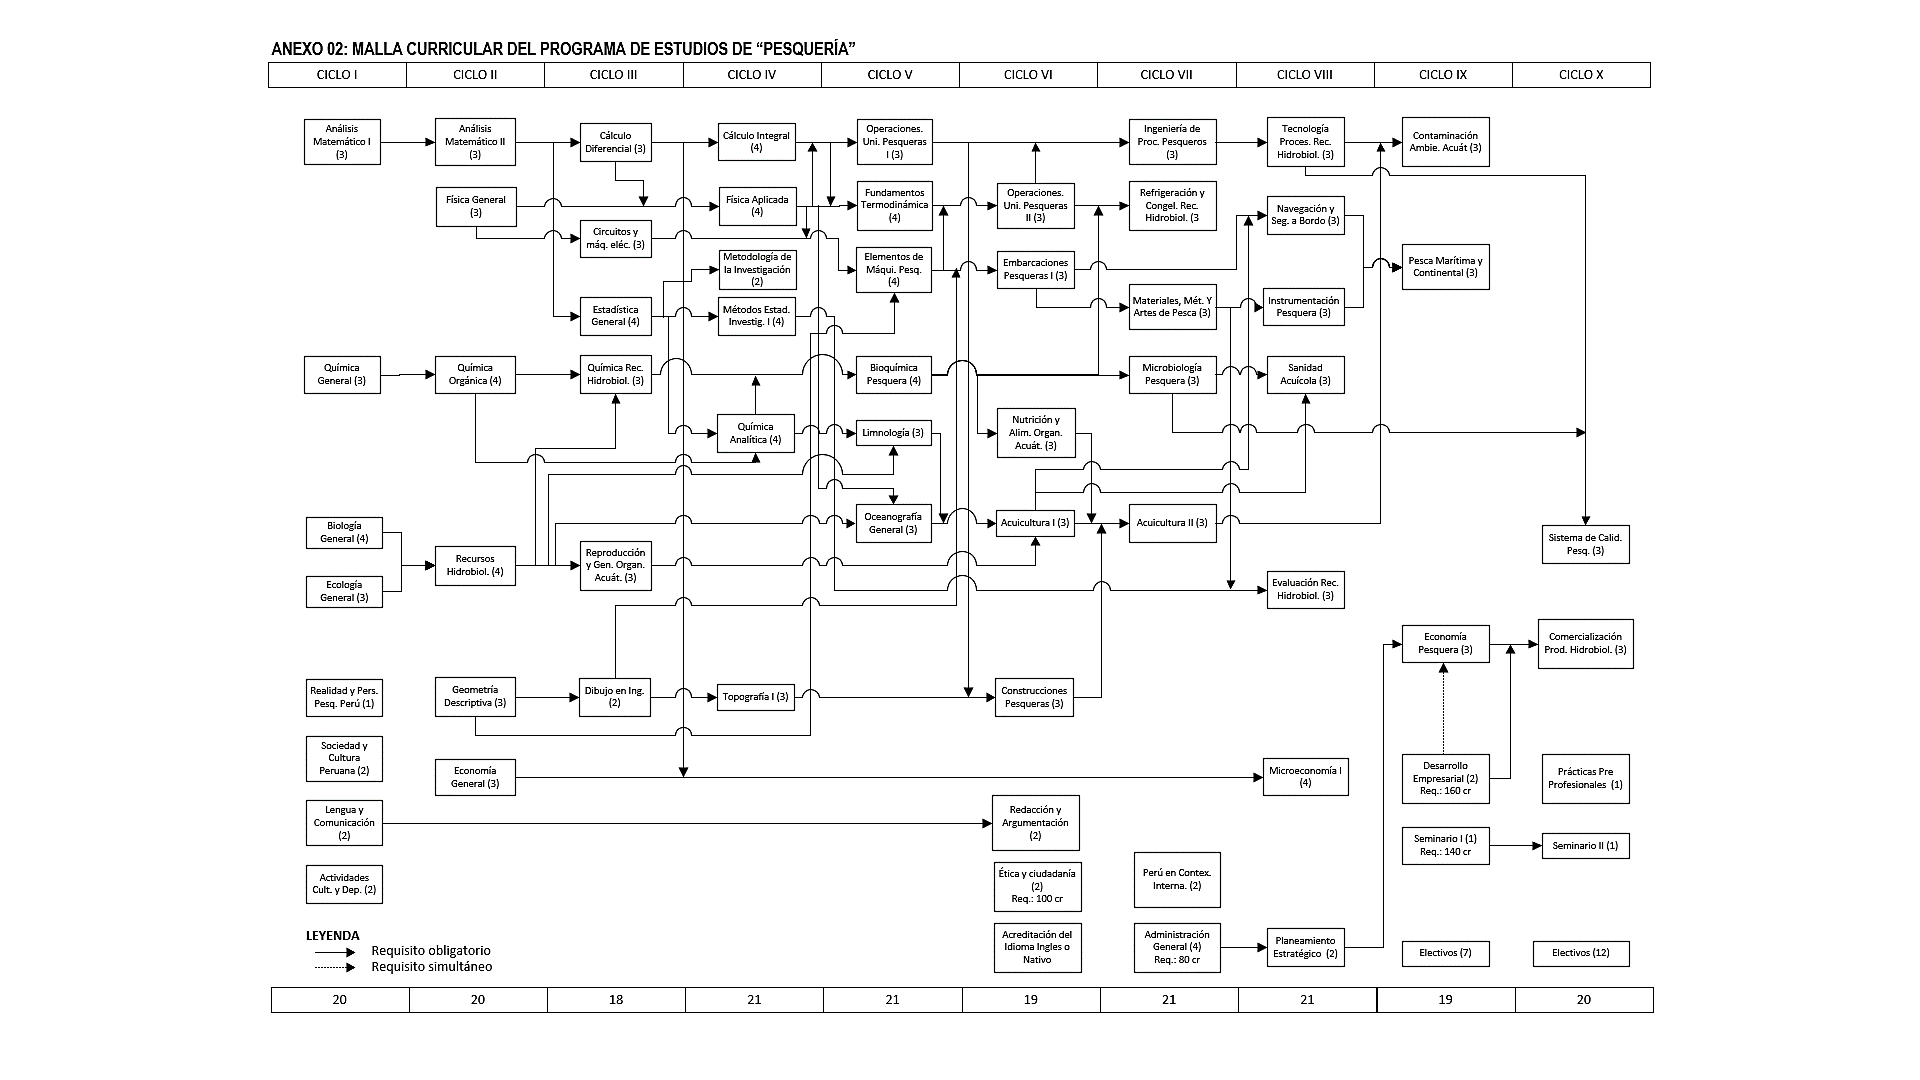 ANEXO 02: MALLA CURRICULAR DEL PROGRAMA DE ESTUDIOS DE “PESQUERÍA”
CICLO I
CICLO II
CICLO III
CICLO IV
CICLO V
CICLO VI
CICLO VII
CICLO VIII
CICLO IX
CICLO X
Análisis
Matemático I
(3)
Química
General (3)
Biología
General (4)
Ecología
General (3)
Realidad y Pers.
Pesq. Perú (1)
Sociedad y
Cultura
Peruana (2)
Lengua y
Comunicación
(2)
Actividades
Cult. y Dep. (2)
Análisis
Matemático II
(3)
Física General
(3)
Química
Orgánica (4)
Recursos
Hidrobiol. (4)
Geometría
Descriptiva (3)
Economía
General (3)
Cálculo
Diferencial (3)
Circuitos y
máq. eléc. (3)
Estadística
General (4)
Química Rec.
Hidrobiol. (3)
Reproducción
y Gen. Organ.
Acuát. (3)
Dibujo en Ing.
(2)
Cálculo Integral
(4)
Física Aplicada
(4)
Metodología de
la Investigación
(2)
Métodos Estad.
Investig. I (4)
Química
Analítica (4)
Topografía I (3)
Operaciones.
Uni. Pesqueras
I (3)
Fundamentos
Termodinámica
(4)
Elementos de
Máqui. Pesq.
(4)
Bioquímica
Pesquera (4)
Limnología (3)
Oceanografía
General (3)
Operaciones.
Uni. Pesqueras
II (3)
Embarcaciones
Pesqueras I (3)
Nutrición y
Alim. Organ.
Acuát. (3)
Acuicultura I (3)
Construcciones
Pesqueras (3)
Redacción y
Argumentación
(2)
Ética y ciudadanía
(2)
Req.: 100 cr
Acreditación del
Idioma Ingles o
Nativo
Ingeniería de
Proc. Pesqueros
(3)
Refrigeración y
Congel. Rec.
Hidrobiol. (3
Materiales, Mét. Y
Artes de Pesca (3)
Microbiología
Pesquera (3)
Acuicultura II (3)
Perú en Contex.
Interna. (2)
Administración
General (4)
Req.: 80 cr
Tecnología
Proces. Rec.
Hidrobiol. (3)
Navegación y
Seg. a Bordo (3)
Instrumentación
Pesquera (3)
Sanidad
Acuícola (3)
Evaluación Rec.
Hidrobiol. (3)
Microeconomía I
(4)
Planeamiento
Estratégico (2)
Contaminación
Ambie. Acuát (3)
Pesca Marítima y
Continental (3)
Economía
Pesquera (3)
Desarrollo
Empresarial (2)
Req.: 160 cr
Seminario I (1)
Req.: 140 cr
Electivos (7)
Sistema de Calid.
Pesq. (3)
Comercialización
Prod. Hidrobiol. (3)
Prácticas Pre
Profesionales (1)
Seminario II (1)
Electivos (12)
LEYENDA
Requisito obligatorio
Requisito simultáneo
20
20
18
21
21
19
21
21
19
20